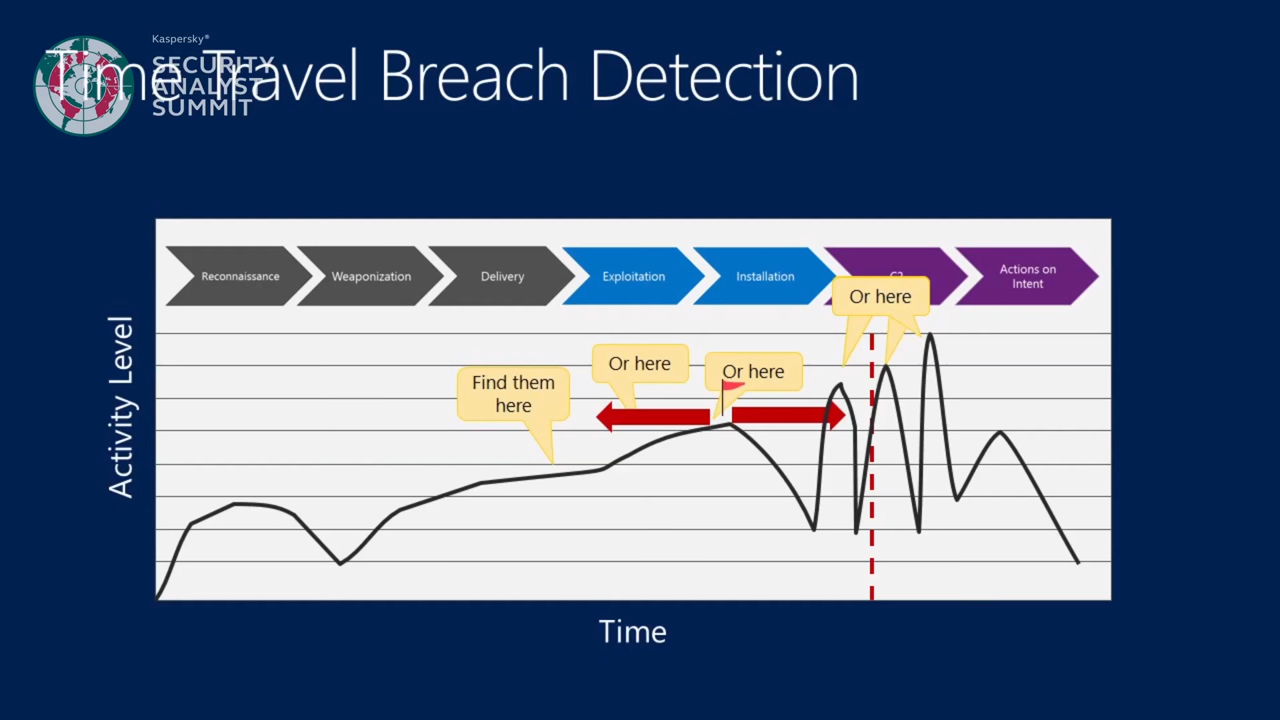 Kaspersky®
SECURITY
ANALYST
SUMMIT
Time Travel Breach Detection
Reconnaissance
Weaponization
Delivery
Exploitation
Installation
C2
Actions on
Intent
Or here
Or here
Or here
Find them
here
Activity Level
Time